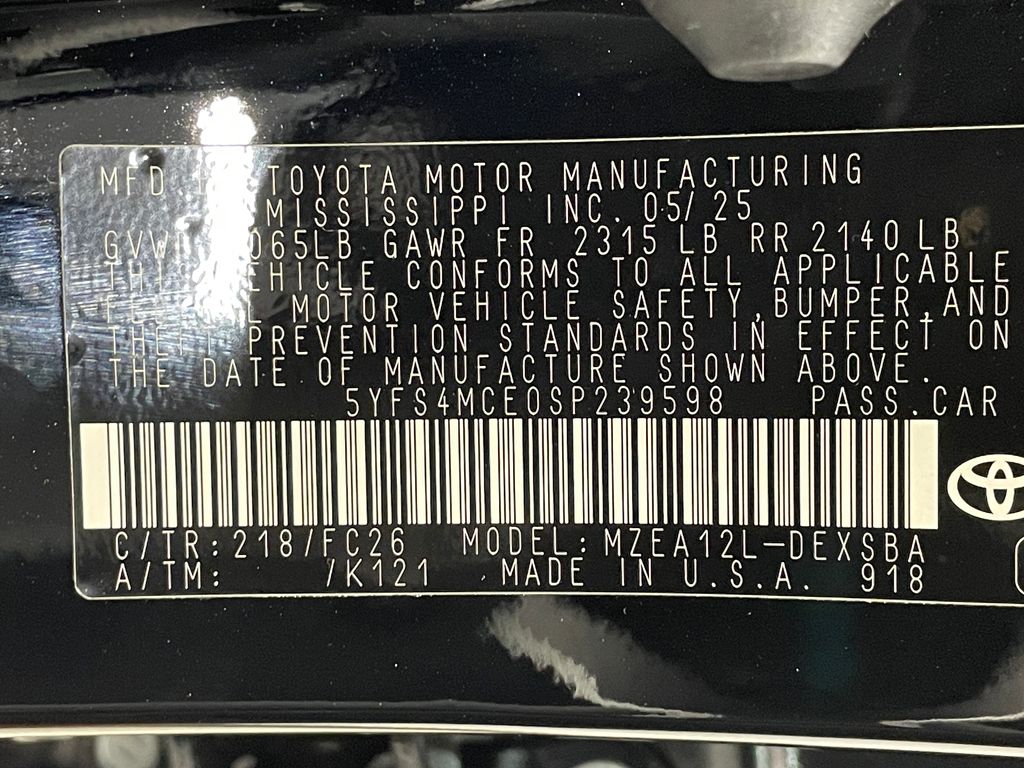 MFD TOYOTA MOTOR MANUFACTURING
MISSISSIPPI INC. 05/25
065LB GAWR FR 2315 LB RR 2140 LB
VEHICLE CONFORMS TO ALL APPLICABLE
MOTOR VEHICLE SAFETY, BUMPER, AND
PREVENTION STANDARDS IN EFFECT ON
THE DATE OF MANUFACTURE SHOWN ABOVE.
5YFS4MCE0SP239598 PASS.CAR
C/TR:218/FC26 MODEL:MZEA12L-DEXSBA
A/TM: /K121 MADE IN U.S.A. 918